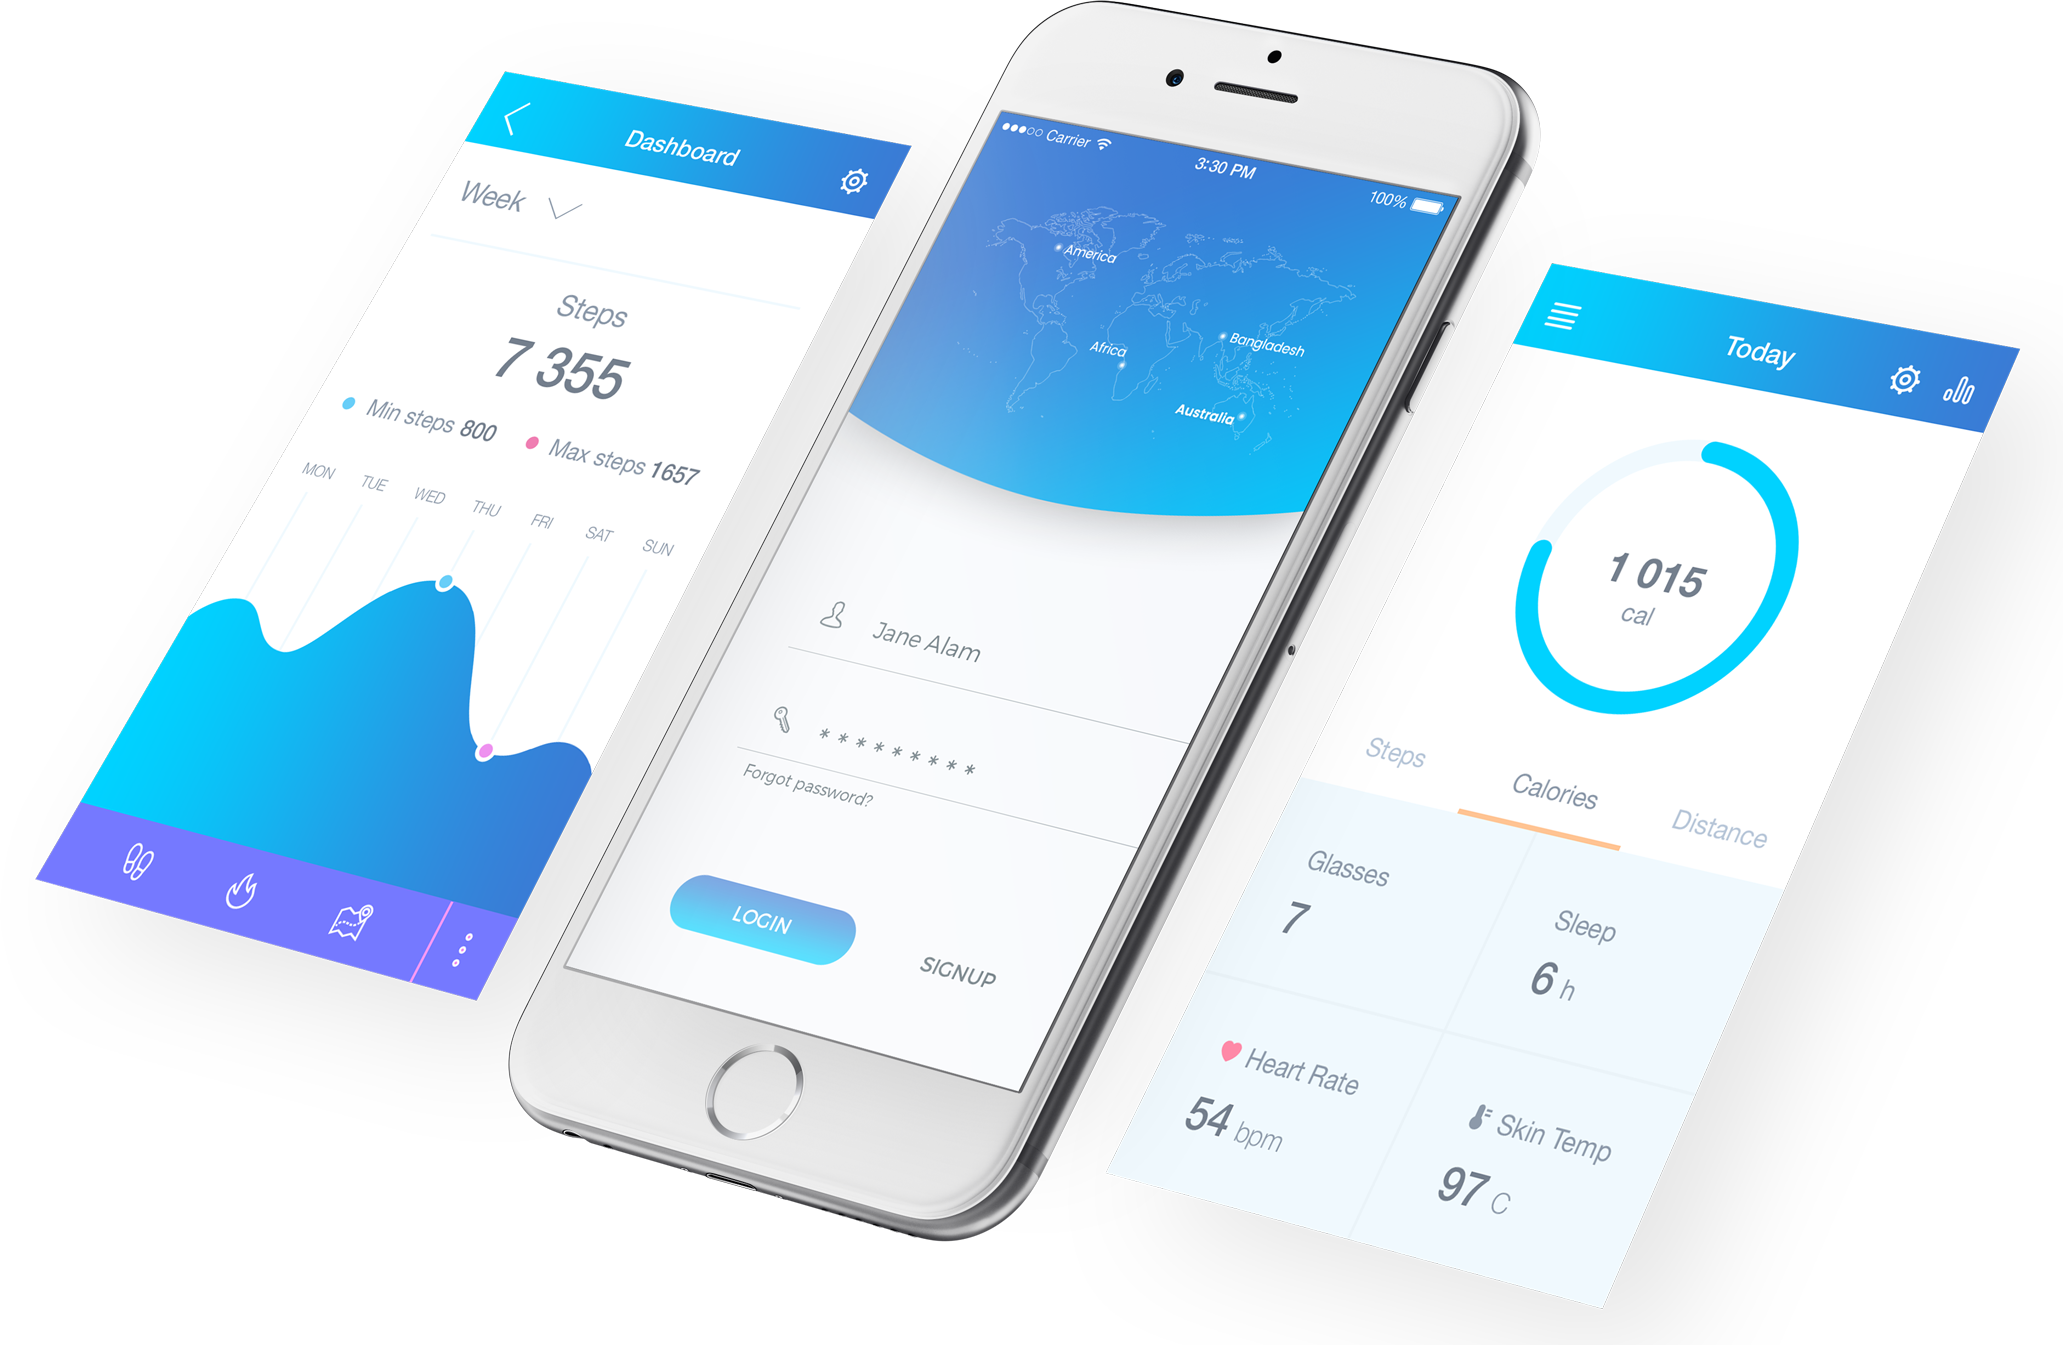 Dashboard
Week
Steps
7 355
Min steps 800
Max steps 1657
MON TUE WED THU FRI SAT SUN
Carrier
3:30 PM
100%
America
Africa
Bangladesh
Australia
Jane Alam
* * * * * * * * *
Forgot password?
LOGIN
SIGNUP
Today
1 015
cal
Steps
Calories
Distance
Glasses
7
Sleep
6 h
Heart Rate
54 bpm
Skin Temp
97 C